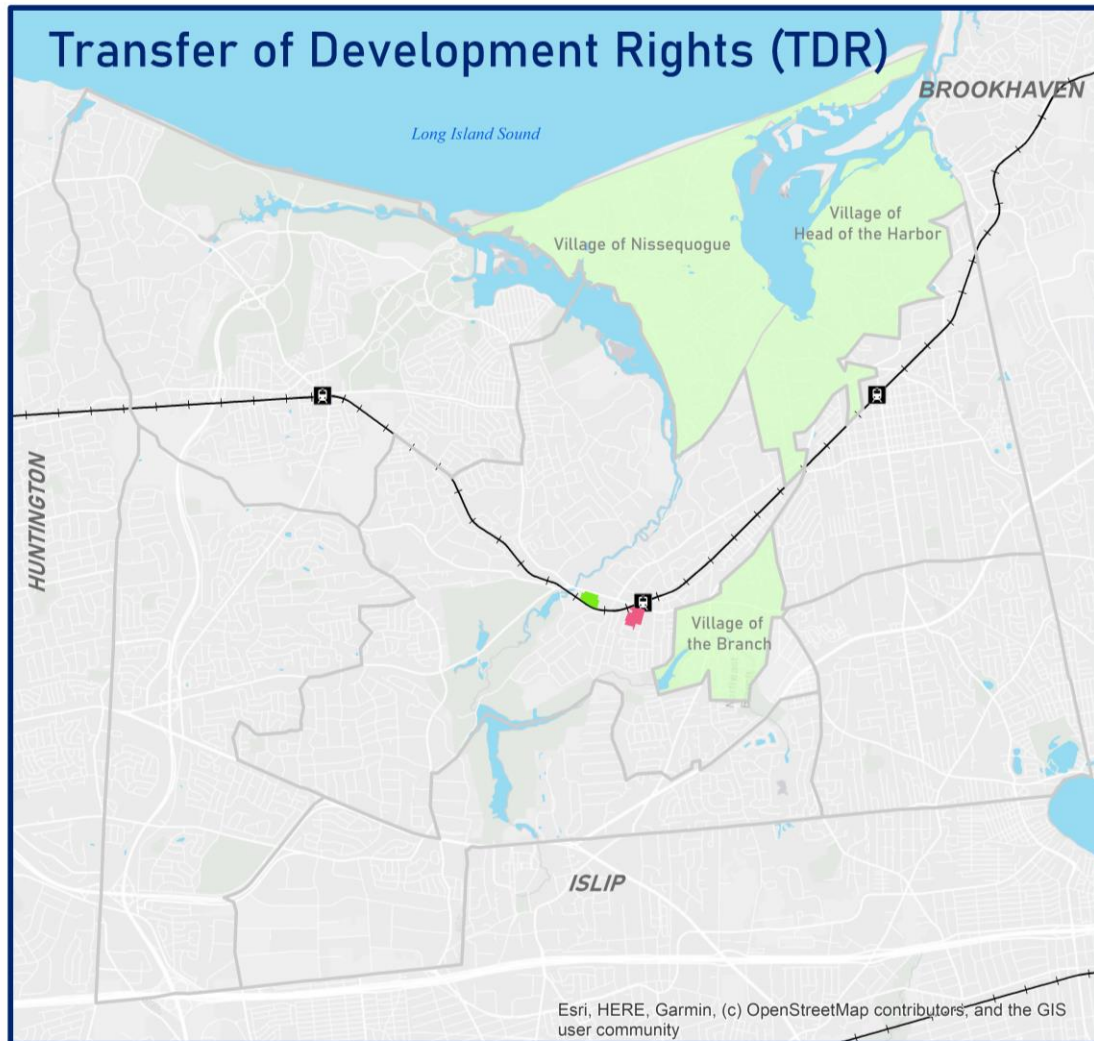 Transfer of Development Rights (TDR)
BROOKHAVEN
Long Island Sound
Village of
Head of the Harbor
Village of Nissequogue
HUNTINGTON
Village of
the Branch
ISLIP
Esri, HERE, Garmin, (c) OpenStreetMap contributors, and the GIS
user community